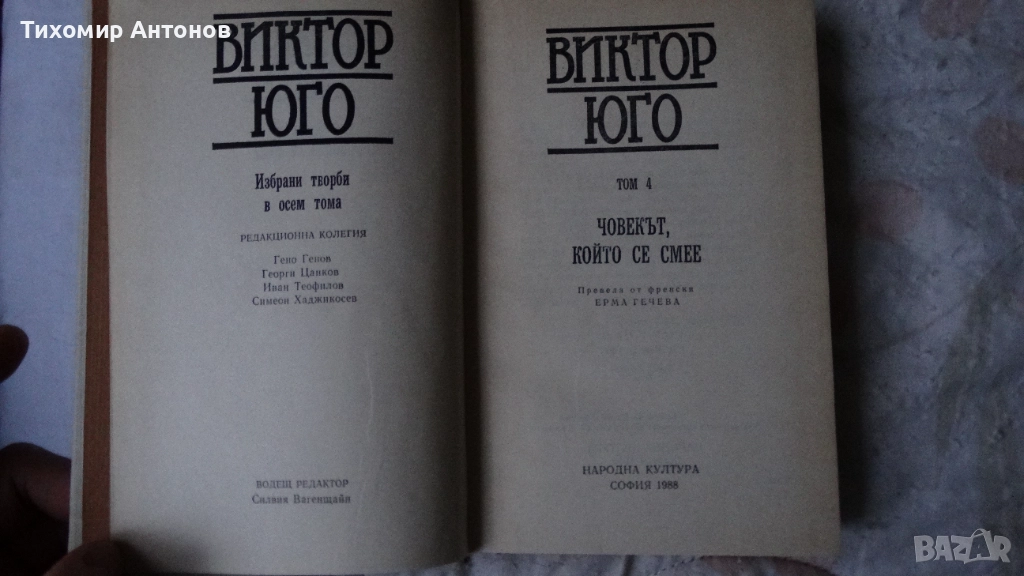 Тихомир Антонов
ВИКТОР
ЮГО
Избрани творби
в осем тома
РЕДАКЦИОННА КОЛЕГИЯ
Гено Генов
Георги Цанков
Иван Теофилов
Симеон Хаджикосев
ВОДЕЩ РЕДАКТОР
Силвия Вагенщайн
ВИКТОР
ЮГО
ТОМ 4
ЧОВЕКЪТ,
КОЙТО СЕ СМЕЕ
Превела от френски
ЕРМА ГЕЧЕВА
НАРОДНА КУЛТУРА
СОФИЯ 1988
BAZAR